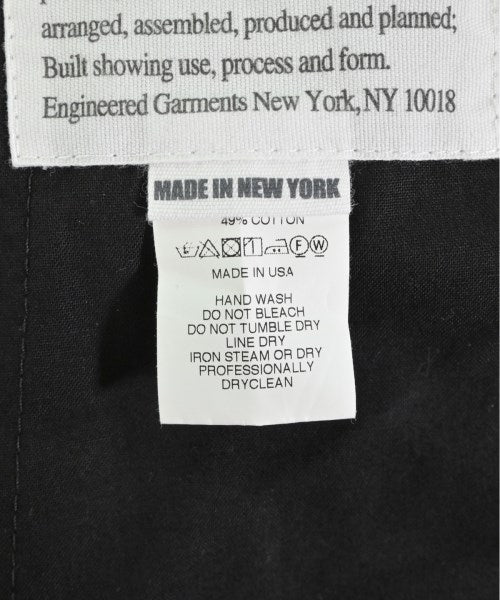 arranged, assembled, produced and planned;
Built showing use, process and form.
Engineered Garments New York, NY 10018
MADE IN NEW YORK
49% COTTON
MADE IN USA
HAND WASH
DO NOT BLEACH
DO NOT TUMBLE DRY
LINE DRY
IRON STEAM OR DRY
PROFESSIONALLY
DRYCLEAN